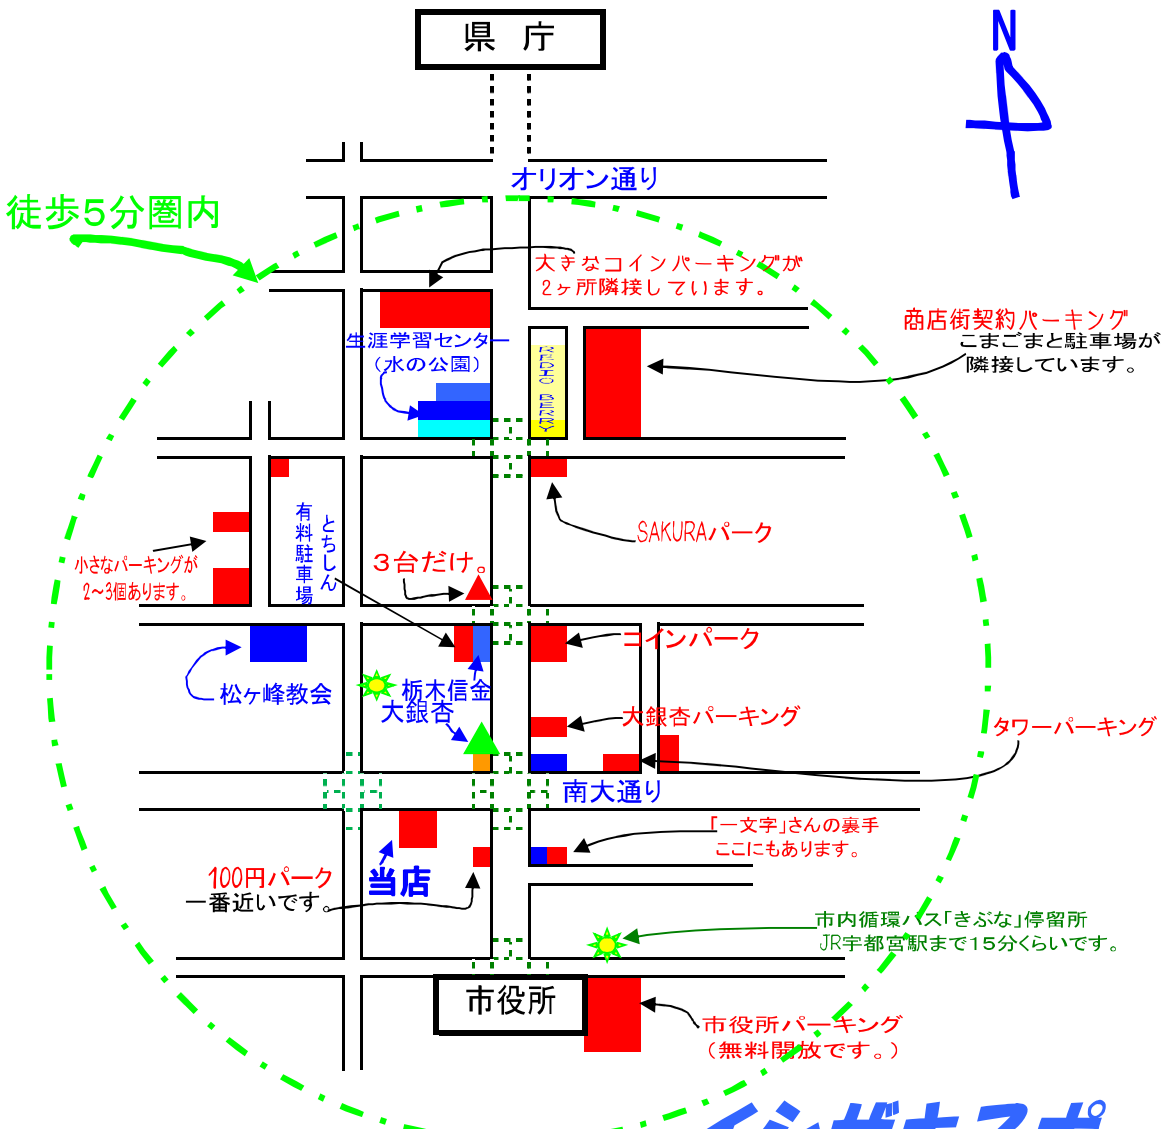 県 庁
N
オリオン通り
徒歩５分圏内
大きなコインパーキングが
２ヶ所隣接しています。
商店街契約パーキング
こまごまと駐車場が
隣接しています。
生涯学習センター
（水の公園）
REDIO BERRY
SAKURAパーク
とちしん
有料駐車場
３台だけ。
小さなパーキングが
2～3個あります。
コインパーク
松ヶ峰教会
栃木信金
大銀杏
大銀杏パーキング
タワーパーキング
南大通り
「一文字」さんの裏手
ここにもあります。
100円パーク
一番近いです。
当店
市内循環バス「きぶな」停留所
JR宇都宮駅まで１５分くらいです。
市役所
市役所パーキング
（無料開放です。）